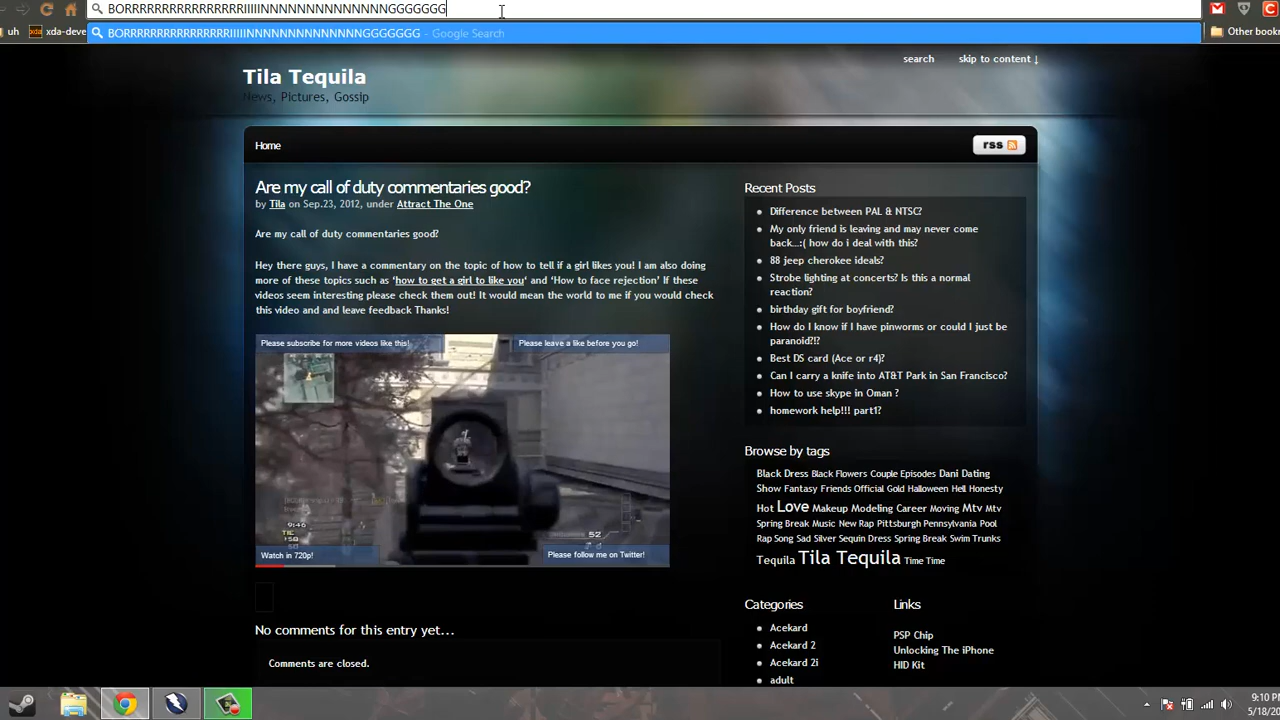 BORRRRRRRRRRRRRRRRIIIIINNNNNNNNNNNNNNNGGGGGGG
uh
xda-deve
BORRRRRRRRRRRRRRRRIIIIINNNNNNNNNNNNNNNGGGGGGG - Google Search
Other bookn
search
skip to content ↓
Tila Tequila
News, Pictures, Gossip
Home
rss
Are my call of duty commentaries good?
by Tila on Sep.23, 2012, under Attract The One
Are my call of duty commentaries good?
Hey there guys, I have a commentary on the topic of how to tell if a girl likes you! I am also doing
more of these topics such as ‘how to get a girl to like you‘ and ‘How to face rejection’ If these
videos seem interesting please check them out! It would mean the world to me if you would check
this video and and leave feedback Thanks!
Please subscribe for more videos like this!
Please leave a like before you go!
9:46
52
Watch in 720p!
Please follow me on Twitter!
No comments for this entry yet...
Comments are closed.
Recent Posts
Difference between PAL & NTSC?
My only friend is leaving and may never come
back...:( how do i deal with this?
88 jeep cherokee ideals?
Strobe lighting at concerts? Is this a normal
reaction?
birthday gift for boyfriend?
How do I know if I have pinworms or could I just be
paranoid?!?
Best DS card (Ace or r4)?
Can I carry a knife into AT&T Park in San Francisco?
How to use skype in Oman ?
homework help!!! part1?
Browse by tags
Black Dress Black Flowers Couple Episodes Dani Dating
Show Fantasy Friends Official Gold Halloween Hell Honesty
Hot Love Makeup Modeling Career Moving Mtv Mtv
Spring Break Music New Rap Pittsburgh Pennsylvania Pool
Rap Song Sad Silver Sequin Dress Spring Break Swim Trunks
Tequila Tila Tequila Time Time
Categories
Acekard
Acekard 2
Acekard 2i
adult
Links
PSP Chip
Unlocking The iPhone
HID Kit
9:10 PM
5/18/20